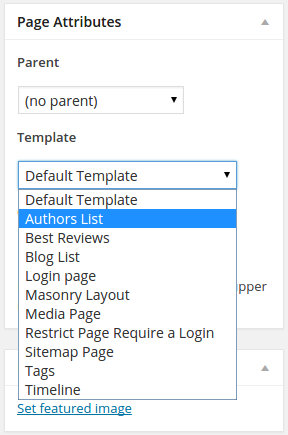 Page Attributes
Parent
(no parent)
Template
Default Template
Default Template
Authors List
Best Reviews
Blog List
Login page
Masonry Layout
Media Page
Restrict Page Require a Login
Sitemap Page
Tags
Timeline
Set featured image